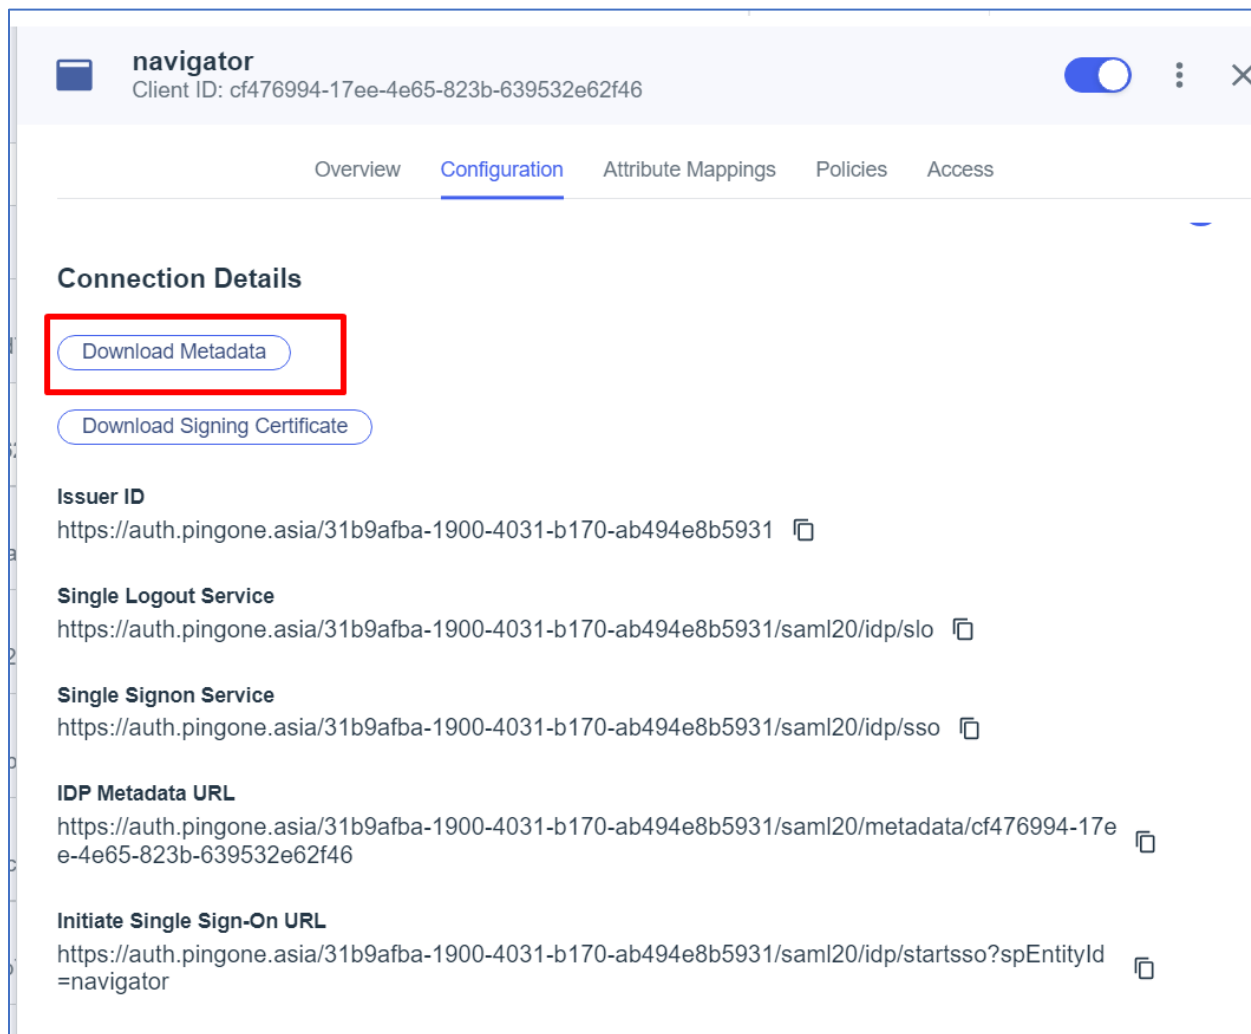 navigator
Client ID: cf476994-17ee-4e65-823b-639532e62f46
Overview Configuration Attribute Mappings Policies Access
Connection Details
Download Metadata
Download Signing Certificate
Issuer ID
https://auth.pingone.asia/31b9afba-1900-4031-b170-ab494e8b5931
Single Logout Service
https://auth.pingone.asia/31b9afba-1900-4031-b170-ab494e8b5931/saml20/idp/slo
Single Signon Service
https://auth.pingone.asia/31b9afba-1900-4031-b170-ab494e8b5931/saml20/idp/sso
IDP Metadata URL
https://auth.pingone.asia/31b9afba-1900-4031-b170-ab494e8b5931/saml20/metadata/cf476994-17e
e-4e65-823b-639532e62f46
Initiate Single Sign-On URL
https://auth.pingone.asia/31b9afba-1900-4031-b170-ab494e8b5931/saml20/idp/startsso?spEntityId
=navigator